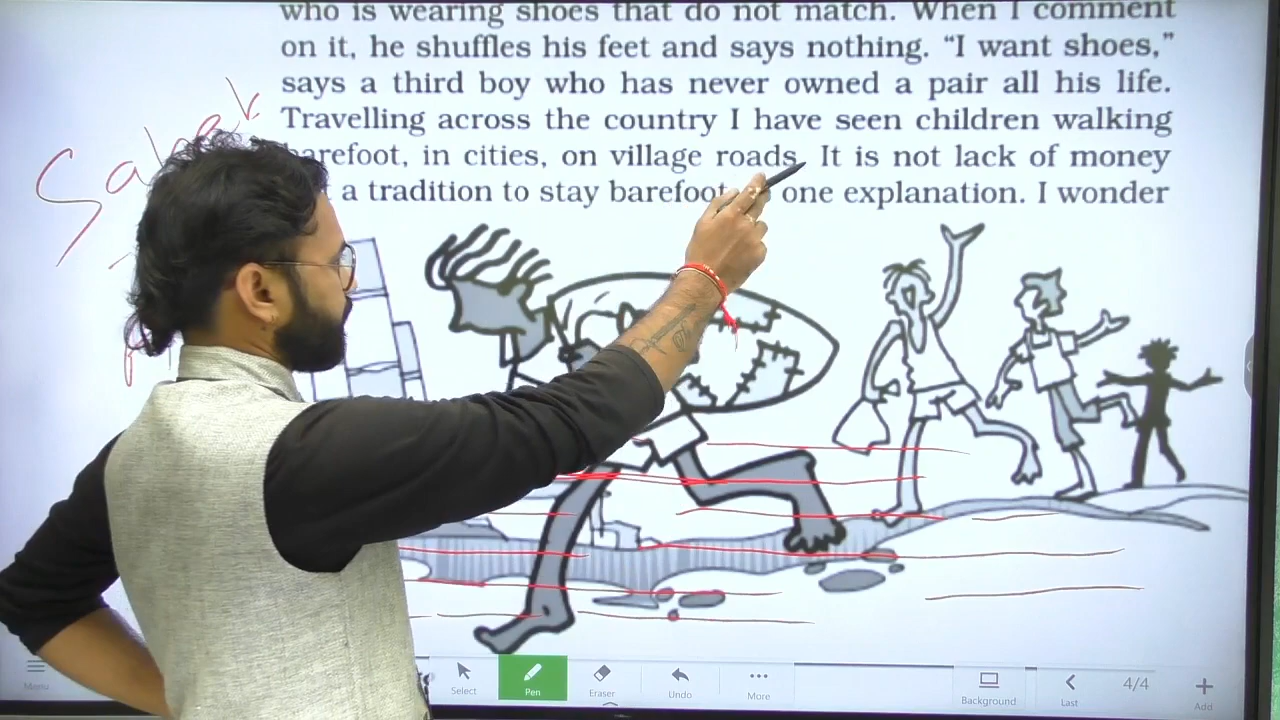 who is wearing shoes that do not match. When I comment
on it, he shuffles his feet and says nothing. “I want shoes,”
says a third boy who has never owned a pair all his life.
Travelling across the country I have seen children walking
barefoot, in cities, on village roads. It is not lack of money
a tradition to stay barefoot one explanation. I wonder
Saheb
Menu
Select
Pen
Eraser
Undo
More
Background
Last
4/4
Add